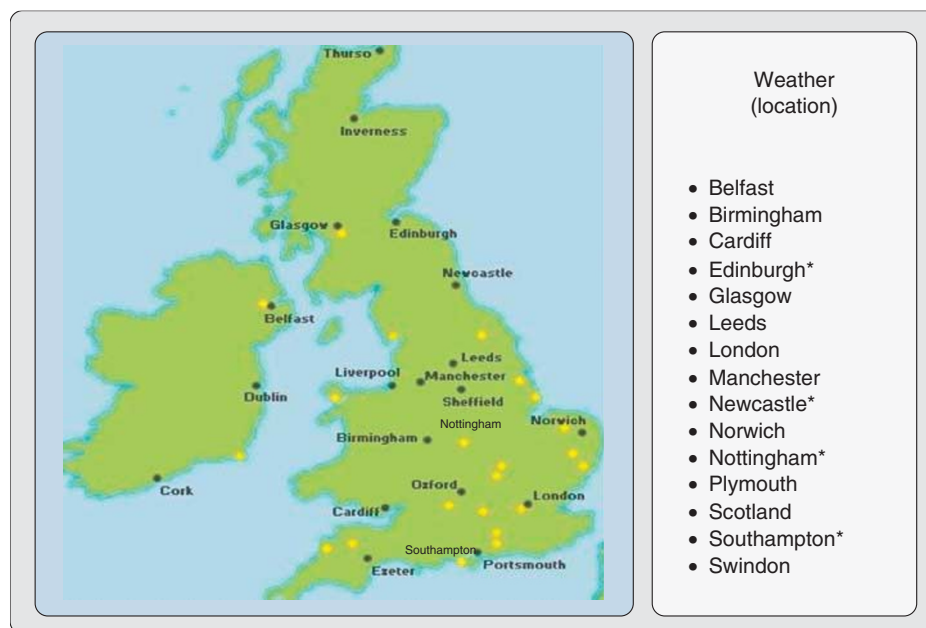 Thurso
Inverness
Glasgow
Edinburgh
Newcastle
Belfast
Leeds
Liverpool
Manchester
Dublin
Sheffield
Nottingham
Norwich
Birmingham
Cork
Oxford
London
Cardiff
Southampton
Portsmouth
Exeter
Weather
(location)
• Belfast
• Birmingham
• Cardiff
• Edinburgh*
• Glasgow
• Leeds
• London
• Manchester
• Newcastle*
• Norwich
• Nottingham*
• Plymouth
• Scotland
• Southampton*
• Swindon